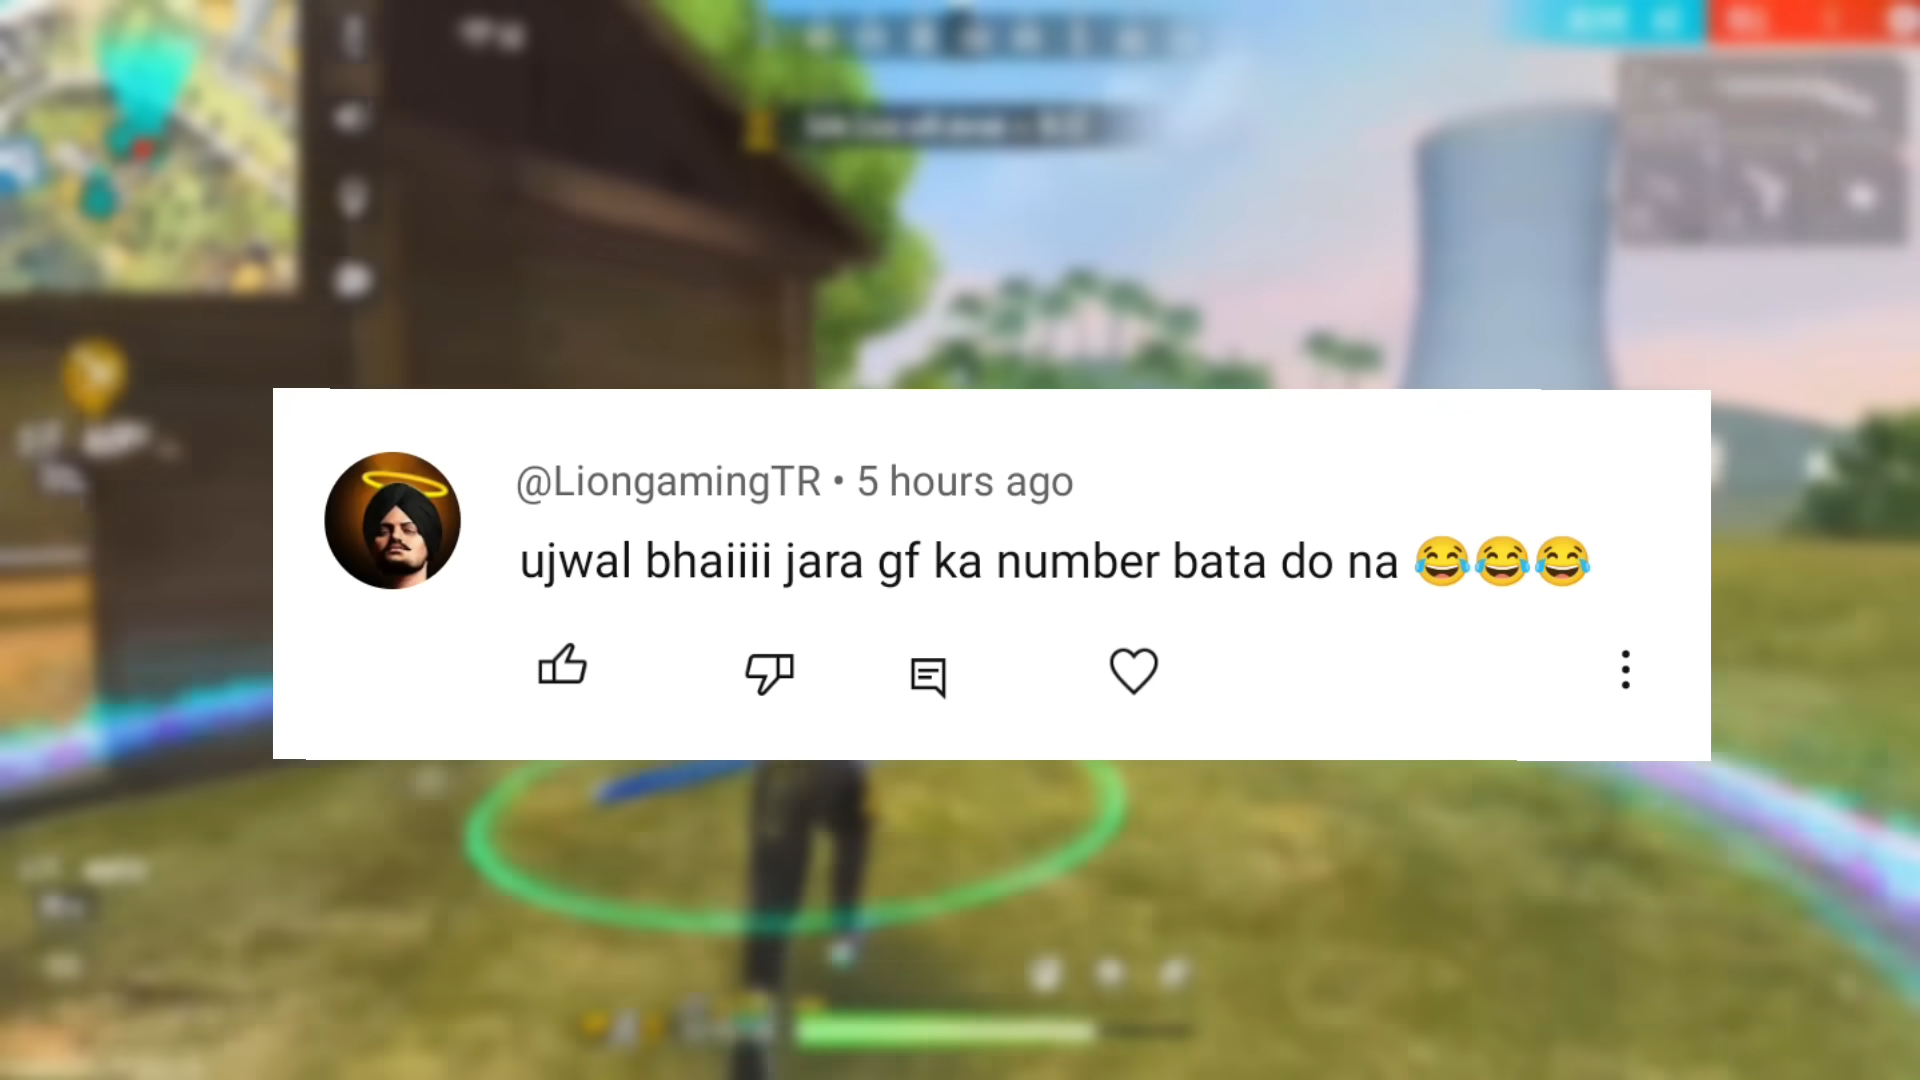 @LiongamingTR • 5 hours ago
ujwal bhaiiii jara gf ka number bata do na 😂😂😂